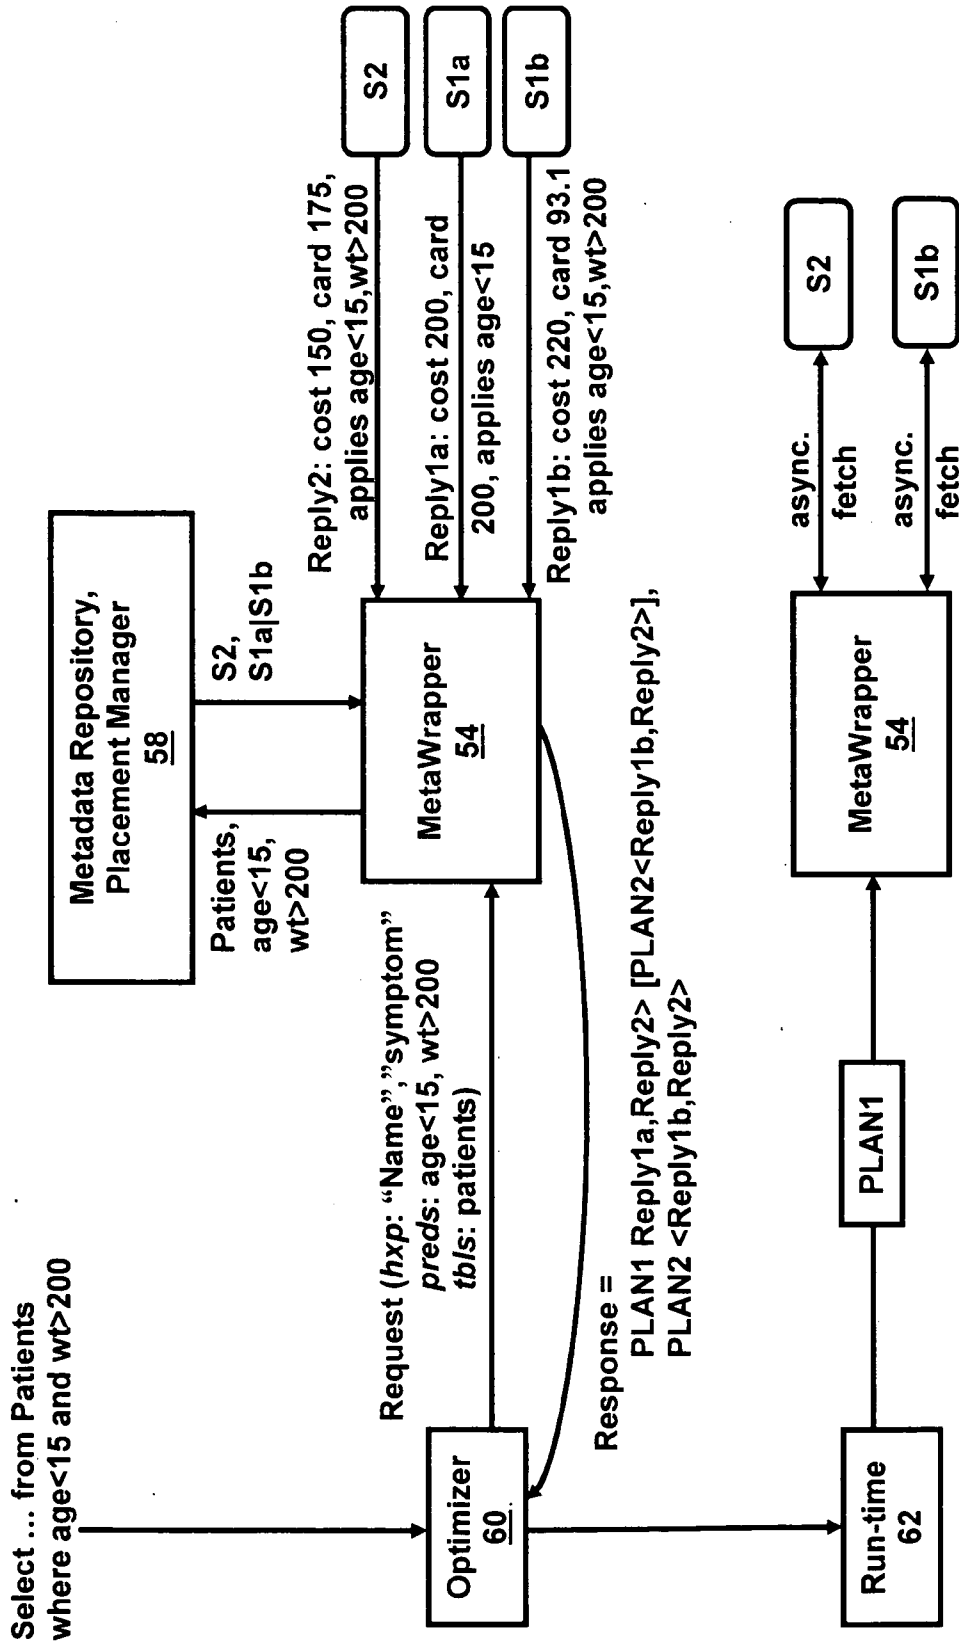 Select ... from Patients
where age<15 and wt>200
Metadata Repository,
Placement Manager
58
Patients,
age<15,
wt>200
S2,
S1a|S1b
Optimizer
60
Request (hxp: “Name”,”symptom”
preds: age<15, wt>200
tbls: patients)
MetaWrapper
54
Reply2: cost 150, card 175,
applies age<15,wt>200
S2
Reply1a: cost 200, card
200, applies age<15
S1a
Reply1b: cost 220, card 93.1
applies age<15,wt>200
S1b
Response =
PLAN1 Reply1a,Reply2> [PLAN2<Reply1b,Reply2>],
PLAN2 <Reply1b,Reply2>
Run-time
62
PLAN1
MetaWrapper
54
async.
fetch
S2
async.
fetch
S1b